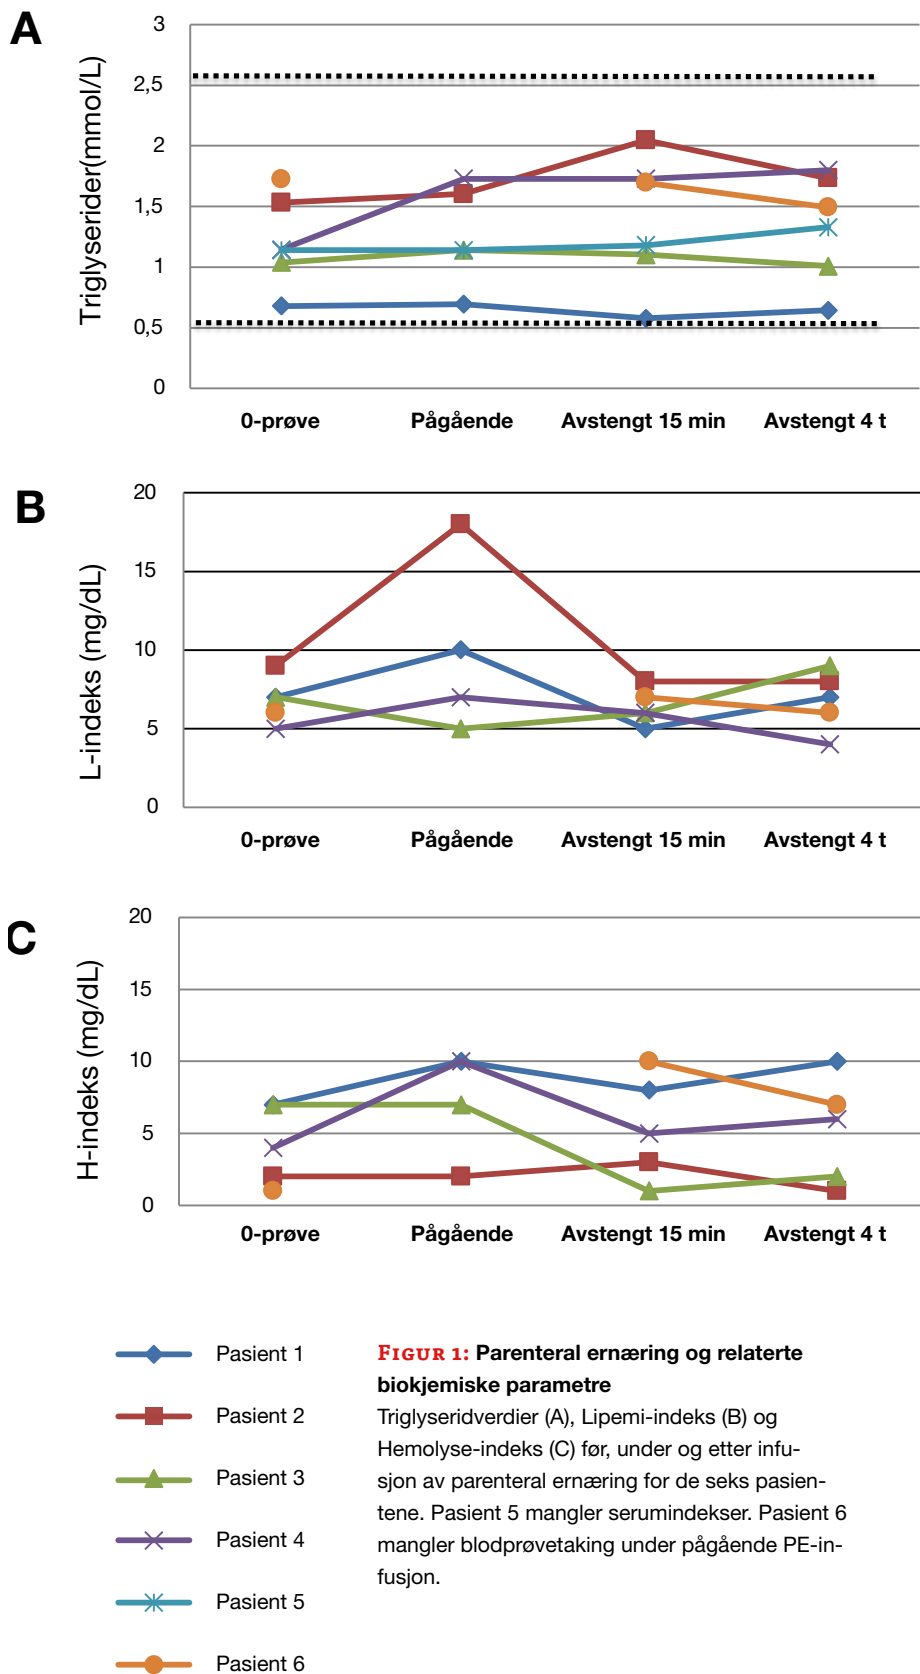 A
Triglyserider(mmol/L)
3
2,5
2
1,5
1
0,5
0
0-prøve Pågående Avstengt 15 min Avstengt 4 t
B
L-indeks (mg/dL)
20
15
10
5
0
0-prøve Pågående Avstengt 15 min Avstengt 4 t
C
H-indeks (mg/dL)
20
15
10
5
0
0-prøve Pågående Avstengt 15 min Avstengt 4 t
Pasient 1
Pasient 2
Pasient 3
Pasient 4
Pasient 5
Pasient 6
FIGUR 1: Parenteral ernæring og relaterte
biokjemiske parametre
Triglyseridverdier (A), Lipemi-indeks (B) og
Hemolyse-indeks (C) før, under og etter infu-
sjon av parenteral ernæring for de seks pasien-
tene. Pasient 5 mangler serumindekser. Pasient 6
mangler blodprøvetaking under pågående PE-in-
fusjon.